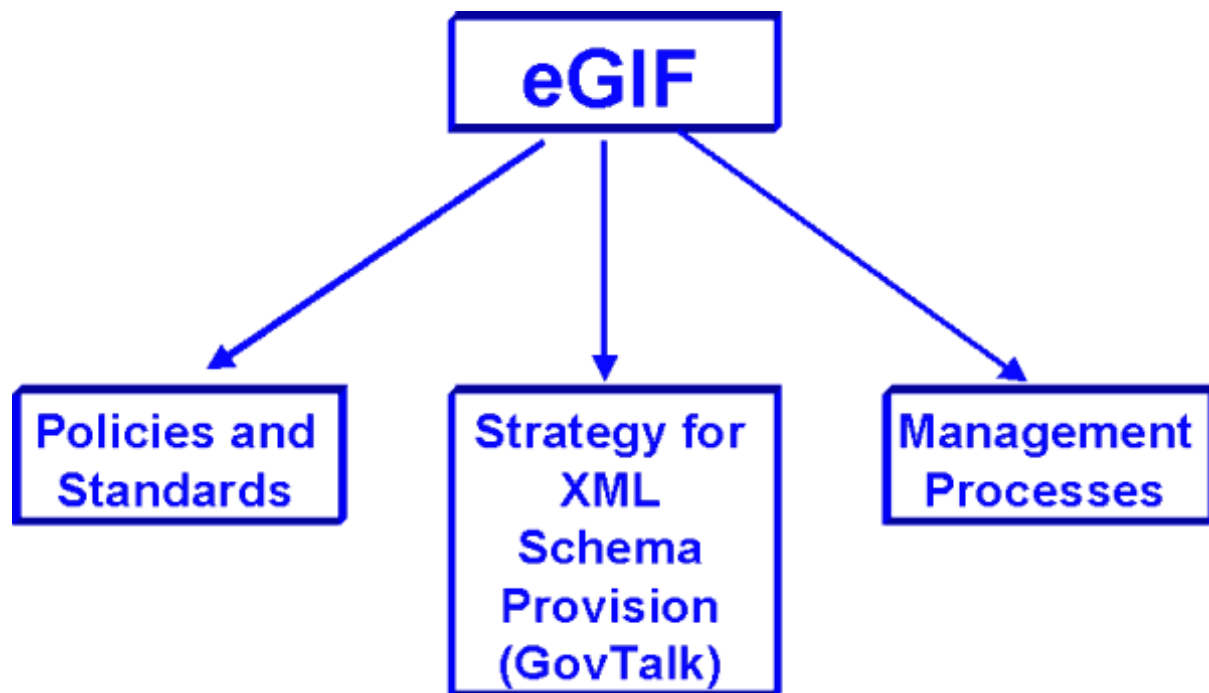 eGIF
Policies and
Standards
Strategy for
XML
Schema
Provision
(GovTalk)
Management
Processes